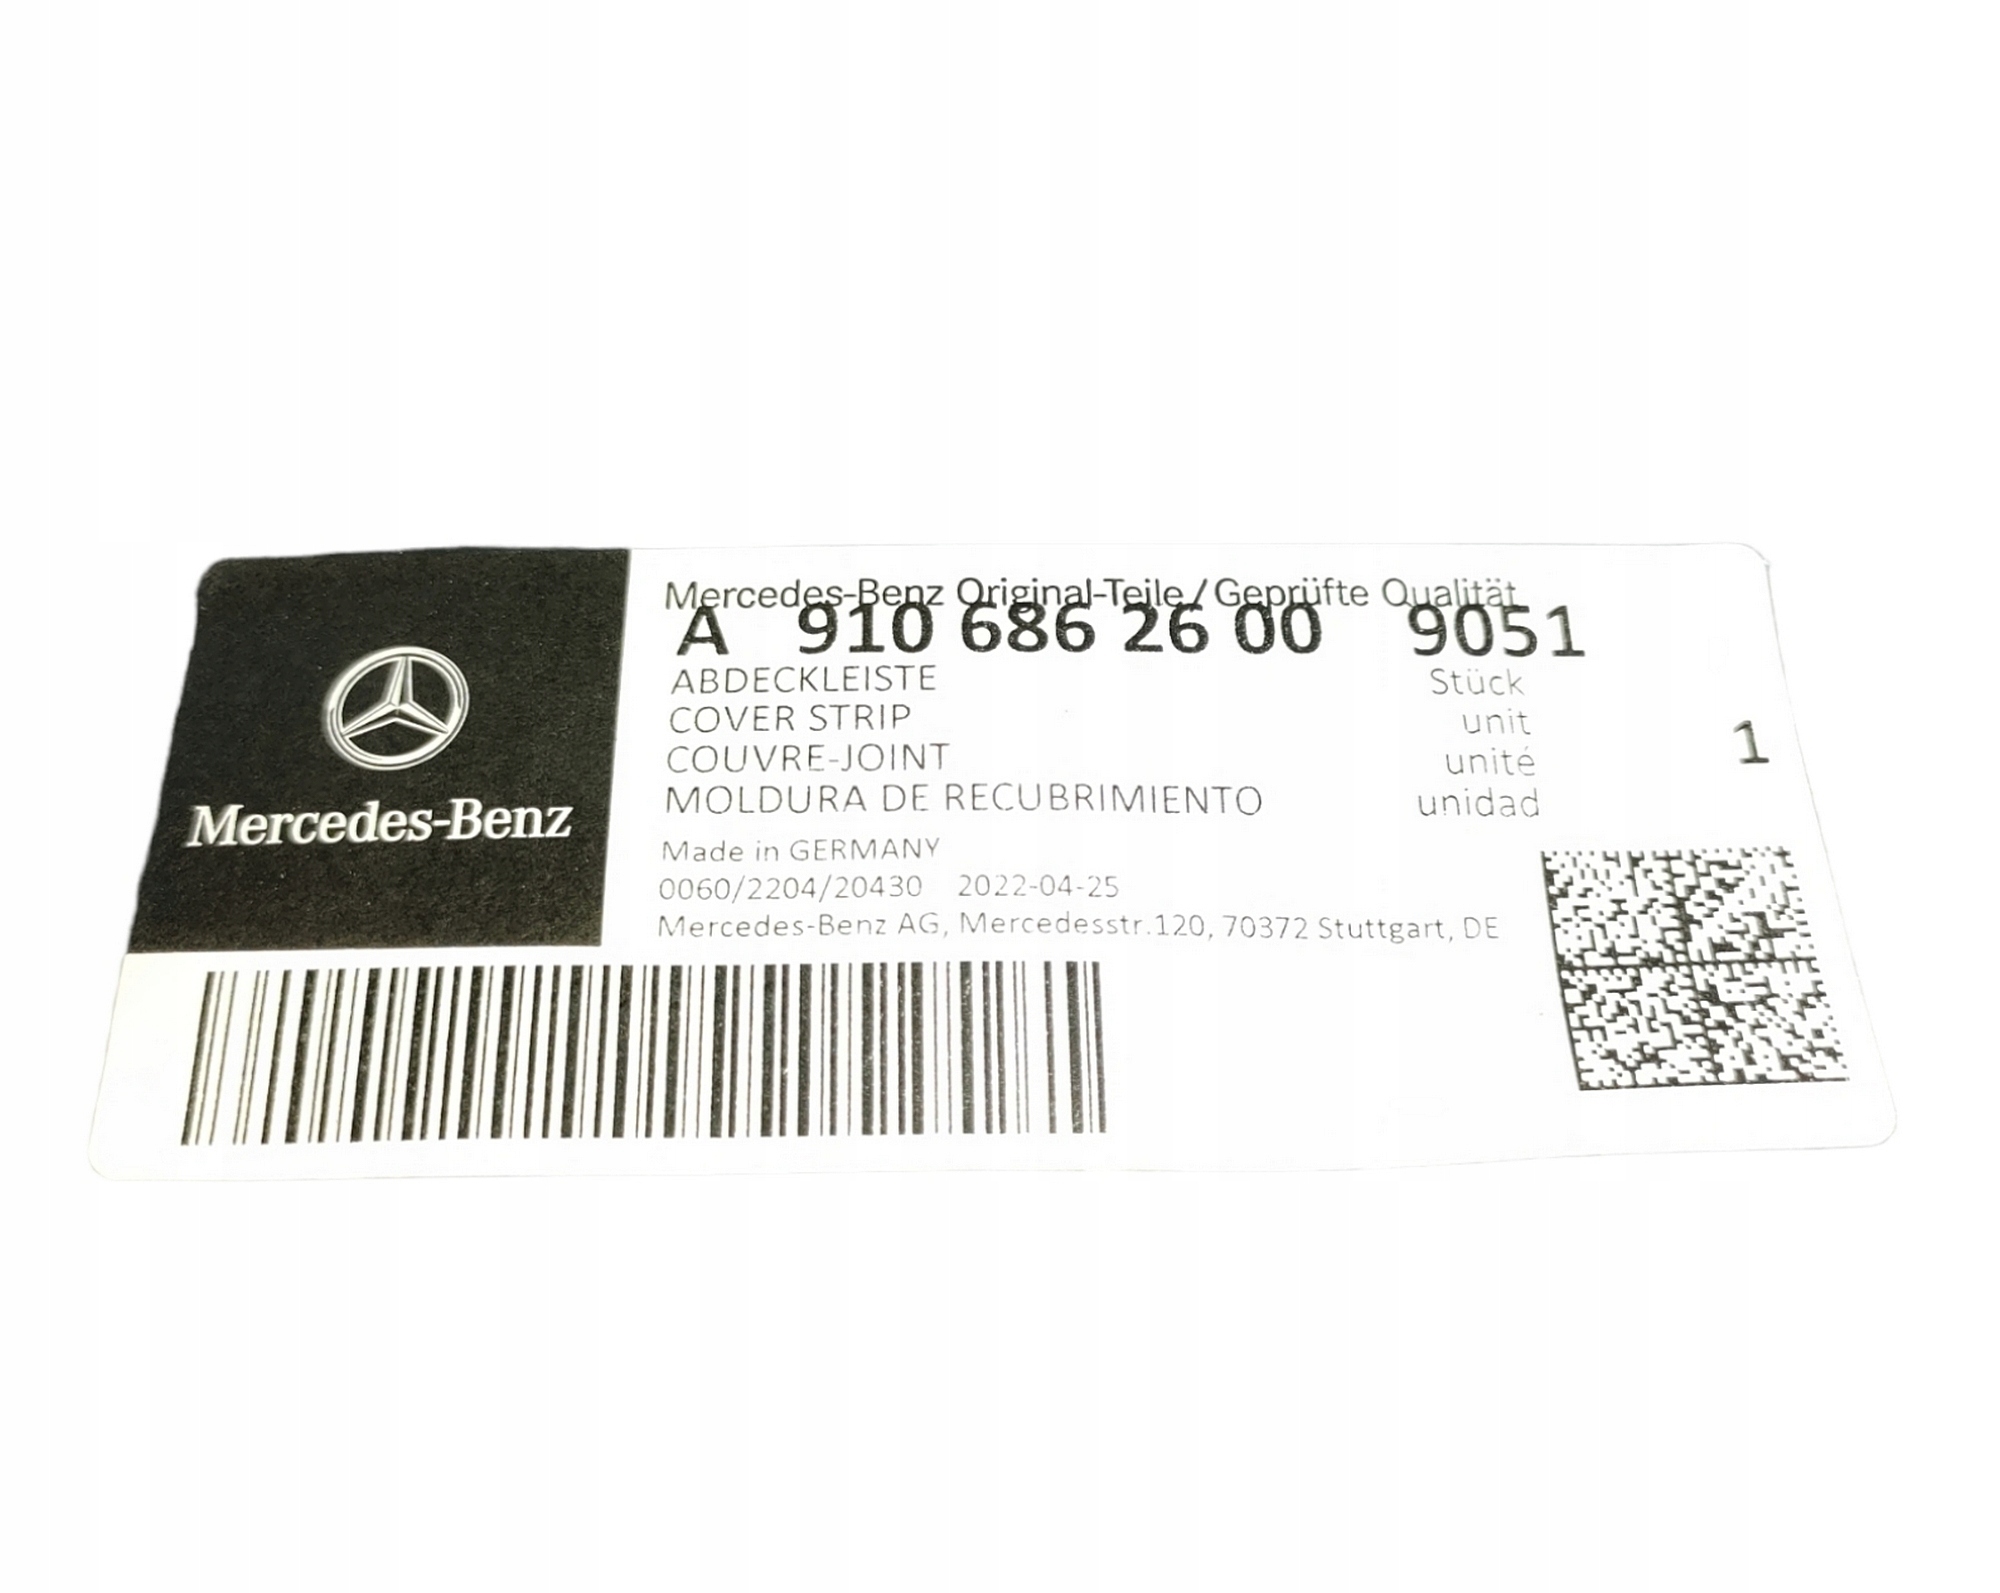 Mercedes-Benz
Mercedes-Benz Original-Teile/Geprüfte Qualität
A 910 686 26 00 9051
ABDECKLEISTE Stück
COVER STRIP unit
COUVRE-JOINT unité 1
MOLDURA DE RECUBRIMIENTO unidad
Made in GERMANY
0060/2204/20430 2022-04-25
Mercedes-Benz AG, Mercedesstr.120, 70372 Stuttgart, DE